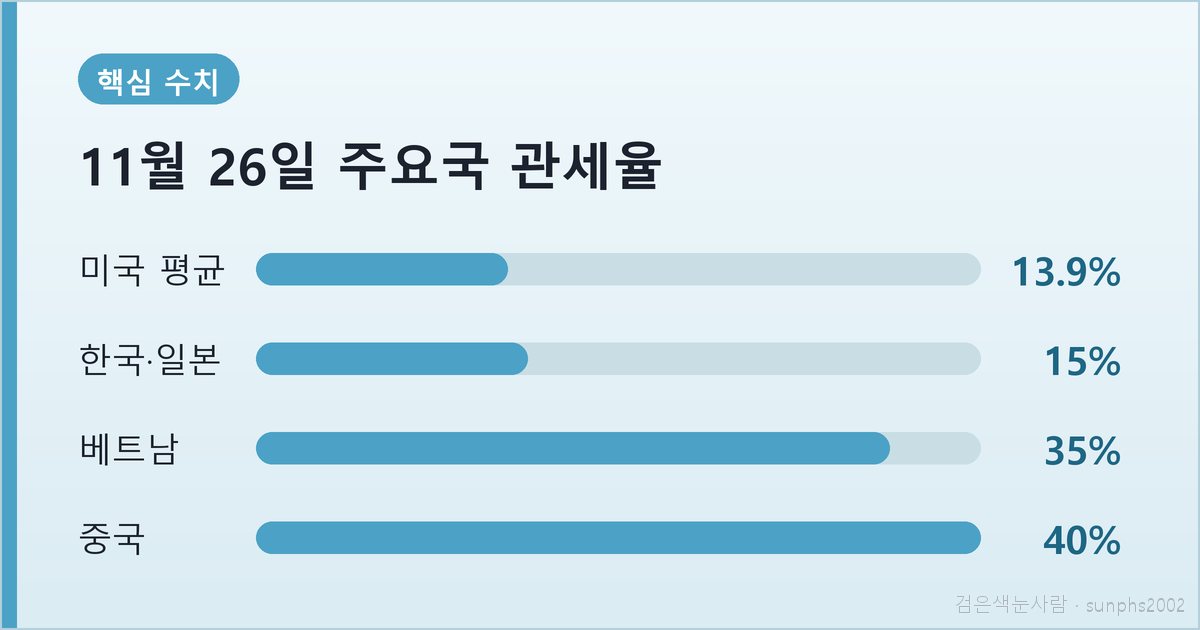 핵심 수치
11월 26일 주요국 관세율
미국 평균 13.9%
한국·일본 15%
베트남 35%
중국 40%
검은색눈사람 · sunphs2002